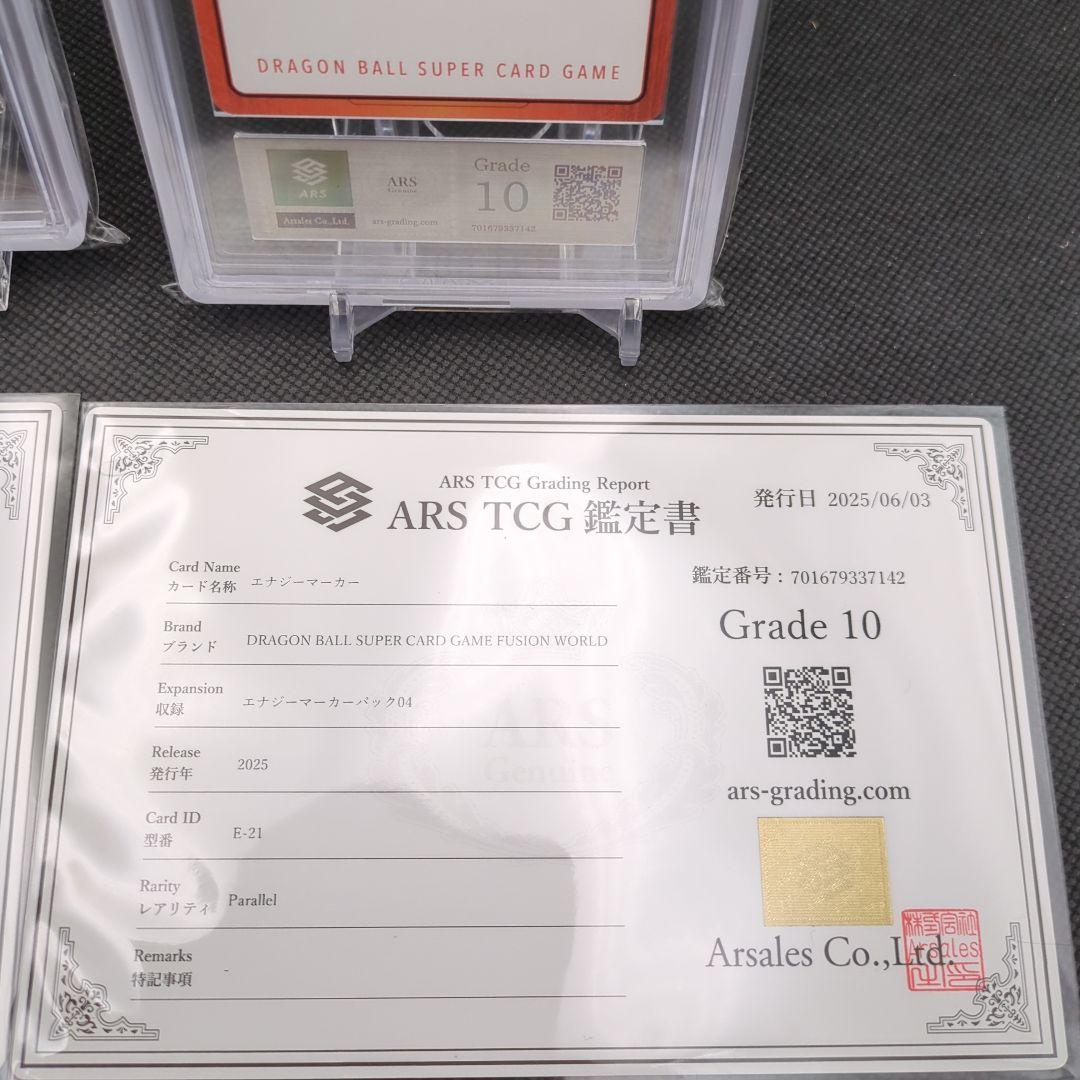 DRAGON BALL SUPER CARD GAME
ARS
Arsales Co.,Ltd.
ARS
Genuine
ars-grading.com
Grade
10
701679337142
ARS TCG Grading Report
ARS TCG 鑑定書
発行日 2025/06/03
Card Name
カード名称 エナジーマーカー
鑑定番号 : 701679337142
Grade 10
Brand
ブランド DRAGON BALL SUPER CARD GAME FUSION WORLD
Expansion
収録 エナジーマーカーパック04
ARS
Genuine
Release
発行年 2025
ars-grading.com
Card ID
型番 E-21
Rarity
レアリティ Parallel
Remarks
特記事項 -
Arsales Co.,Ltd.